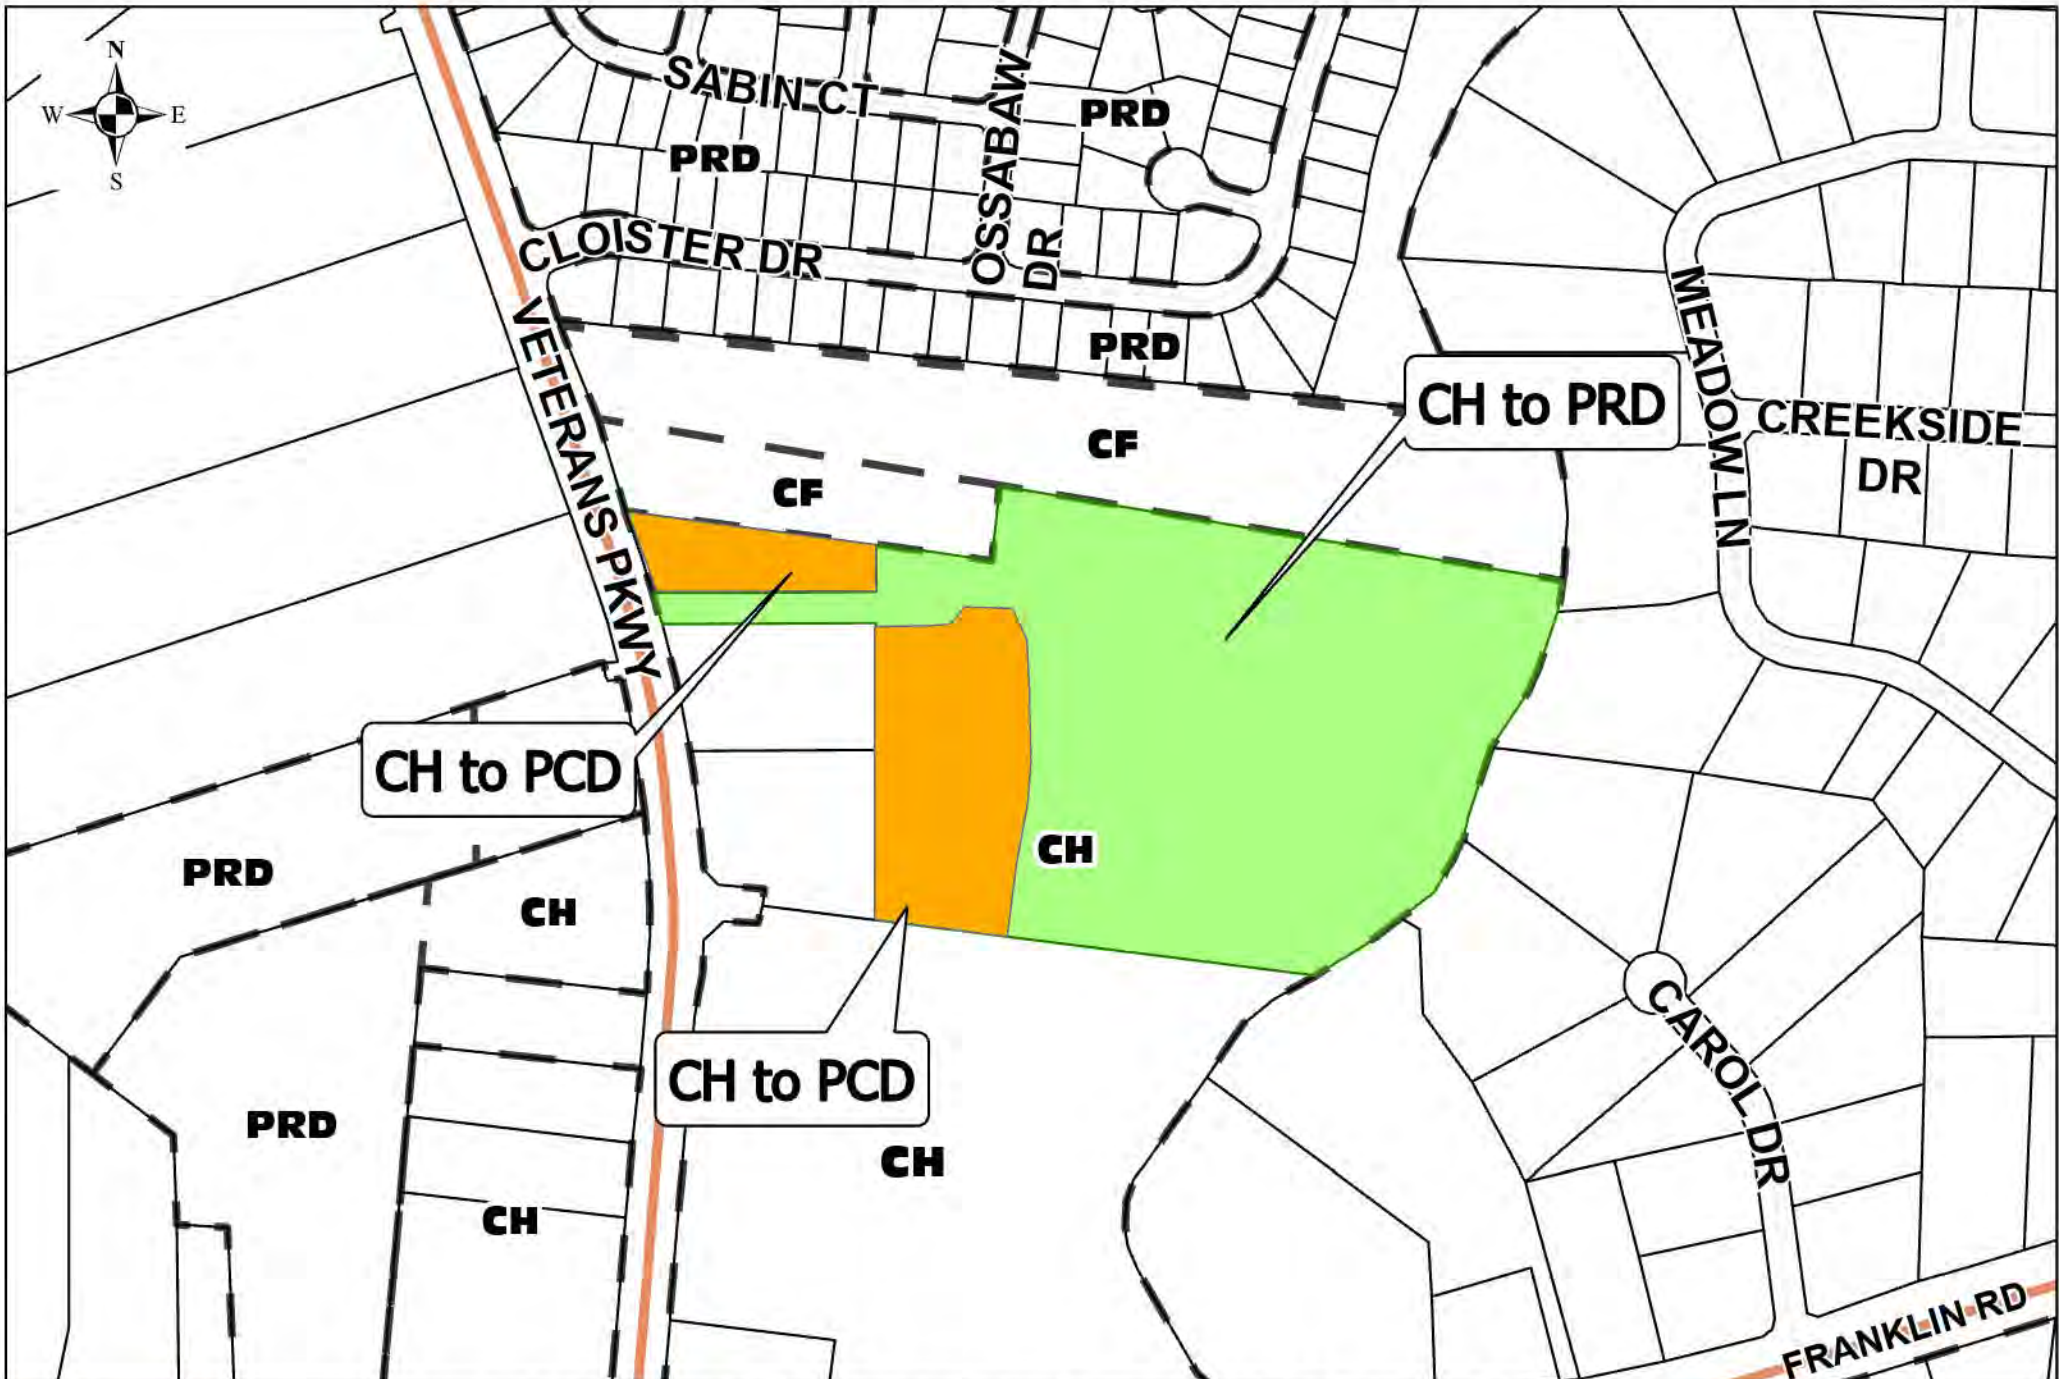 N
W E
S
SABIN CT
OSSABAW
DR
PRD
PRD
CLOISTER DR
PRD
VETERANS PKWY
CH to PRD
MEADOW LN
CREEKSIDE
DR
CF
CF
CH to PCD
CH
PRD
CH
CAROL DR
CH to PCD
PRD
CH
CH
FRANKLIN RD